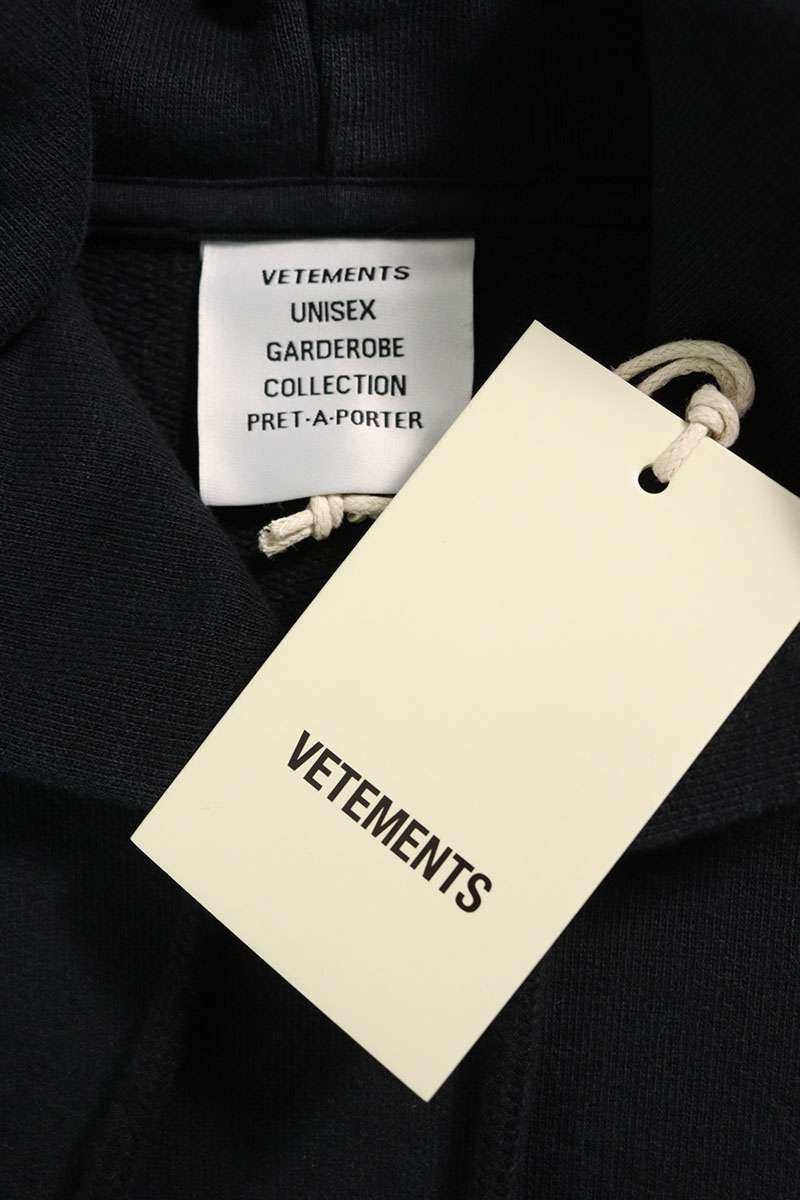 VETEMENTS
UNISEX
GARDEROBE
COLLECTION
PRET-A-PORTER
VETEMENTS